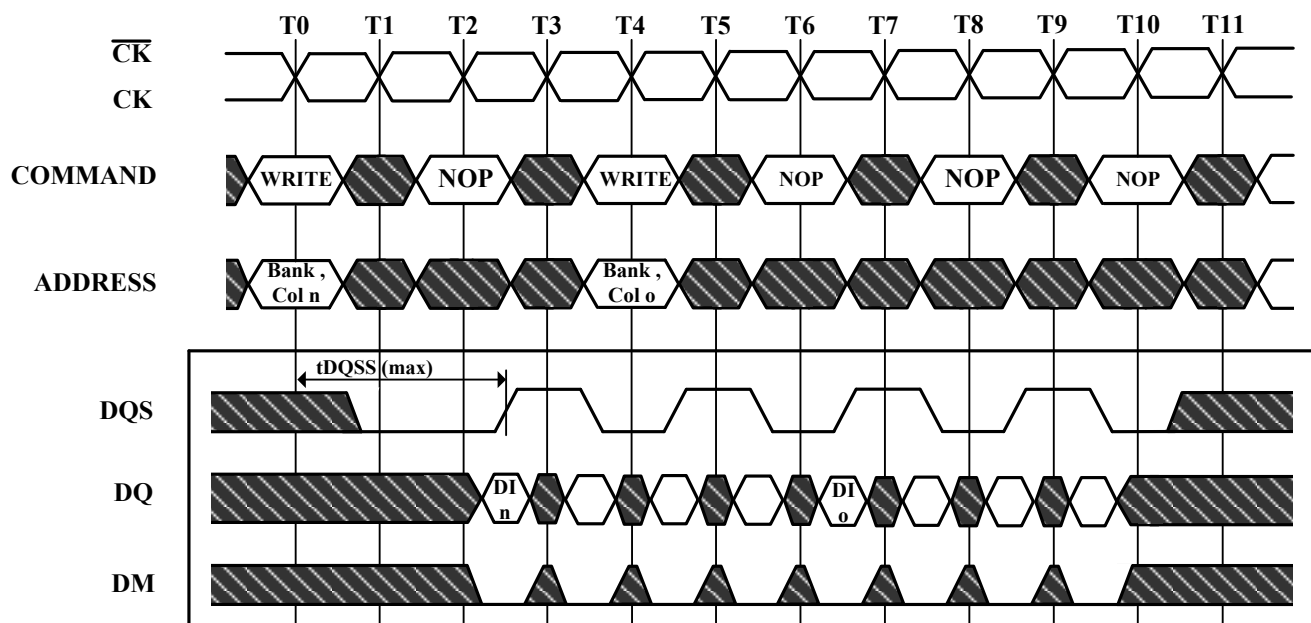 T0 T1 T2 T3 T4 T5 T6 T7 T8 T9 T10 T11
CK
CK
COMMAND WRITE NOP WRITE NOP NOP NOP
ADDRESS Bank , Col n Bank , Col o
tDQSS (max)
DQS
DQ DI n DI o
DM